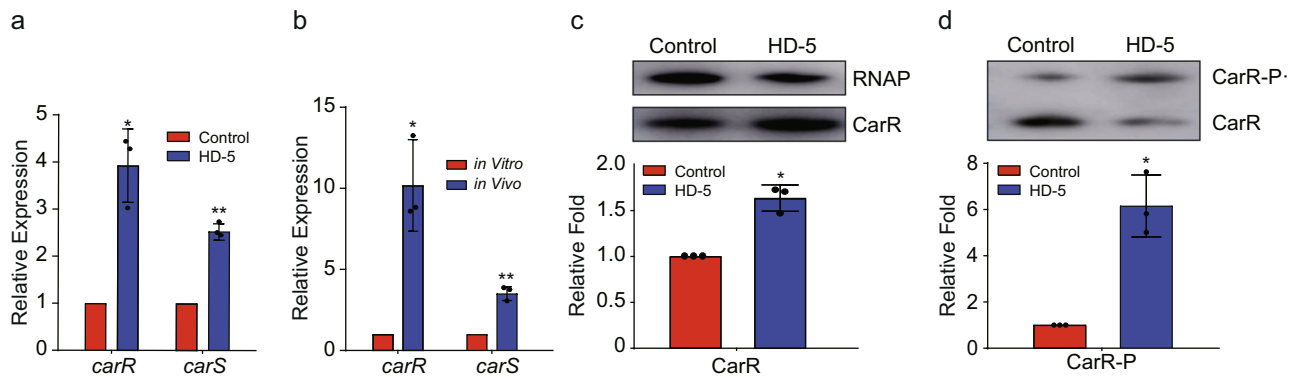 a
5
4
3
2
1
0
Relative Expression
Control
HD-5
*
**
carR
carS
b
15
10
5
0
Relative Expression
in Vitro
in Vivo
*
**
carR
carS
c
Control
HD-5
RNAP
CarR
2.0
1.5
1.0
0.5
0.0
Relative Fold
Control
HD-5
*
CarR
d
Control
HD-5
CarR-P·
CarR
8
6
4
2
0
Relative Fold
Control
HD-5
*
CarR-P